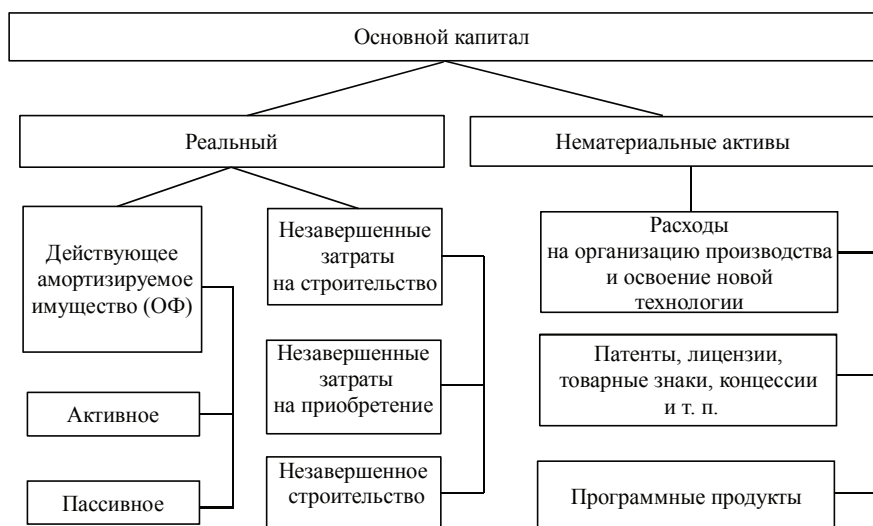 Основной капитал
Реальный
Нематериальные активы
Действующее
амортизируемое
имущество (ОФ)
Активное
Пассивное
Незавершенные
затраты
на строительство
Незавершенные
затраты
на приобретение
Незавершенное
строительство
Расходы
на организацию производства
и освоение новой
технологии
Патенты, лицензии,
товарные знаки, концессии
и т. п.
Программные продукты